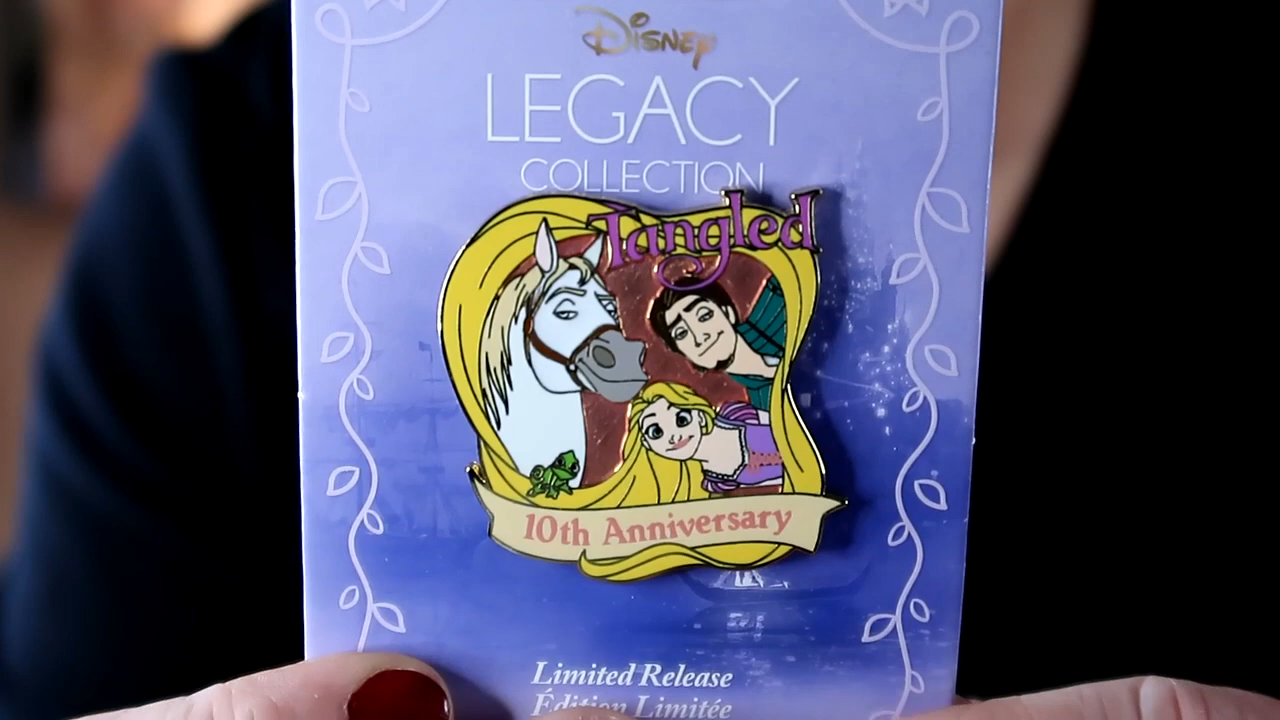 Disney
LEGACY
COLLECTION
Tangled
10th Anniversary
Limited Release
Édition Limitée